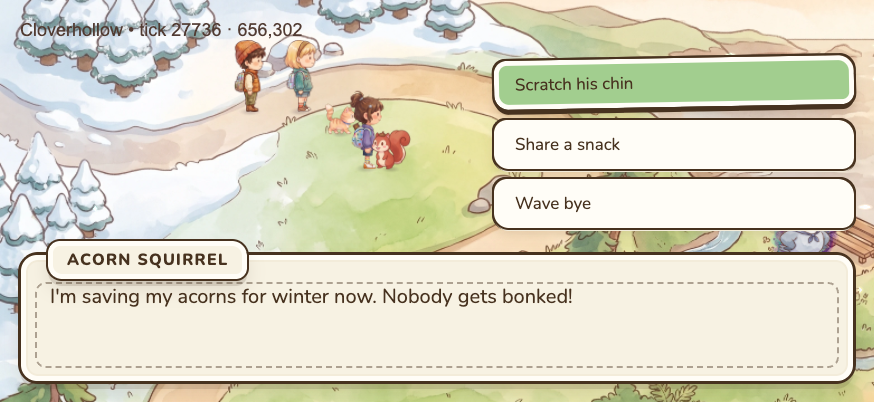 Cloverhollow • tick 27736 · 656,302
Scratch his chin
Share a snack
Wave bye
ACORN SQUIRREL
I'm saving my acorns for winter now. Nobody gets bonked!